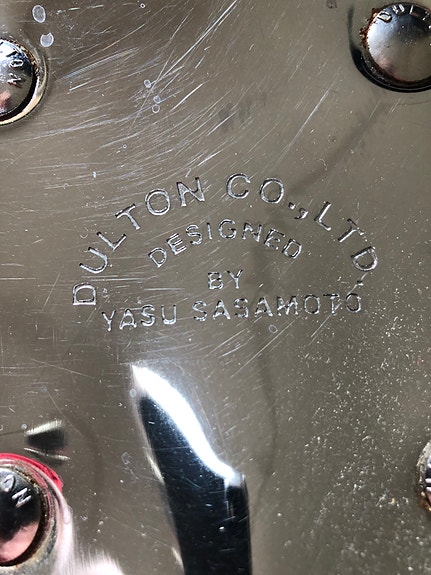 DULTON CO.,LTD.
DESIGNED
BY
YASU SASAMOTO